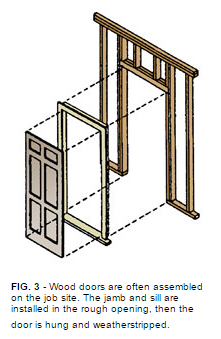 FIG. 3 - Wood doors are often assembled
on the job site. The jamb and sill are
installed in the rough opening, then the
door is hung and weatherstripped.